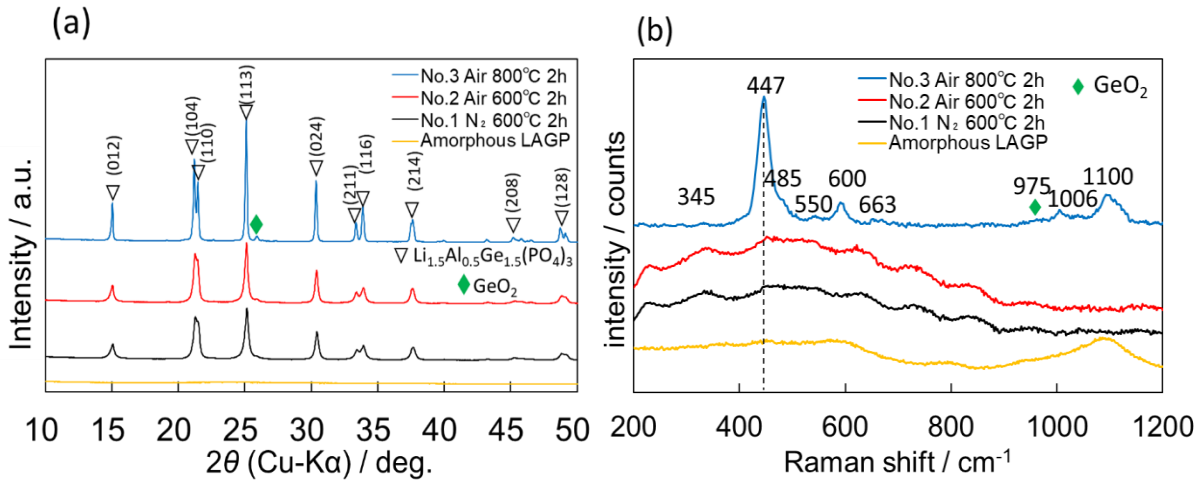 (a)
No.3 Air 800℃ 2h
No.2 Air 600℃ 2h
No.1 N₂ 600℃ 2h
Amorphous LAGP
(012)
(104)
(110)
(113)
(024)
(211)
(116)
(214)
(208)
(128)
Li1.5Al0.5Ge1.5(PO4)3
GeO2
Intensity / a.u.
10 15 20 25 30 35 40 45 50
2θ (Cu-Kα) / deg.
(b)
No.3 Air 800℃ 2h
No.2 Air 600℃ 2h
No.1 N₂ 600℃ 2h
Amorphous LAGP
GeO2
345
447
485
550
600
663
975
1006
1100
intensity / counts
200 400 600 800 1000 1200
Raman shift / cm-1